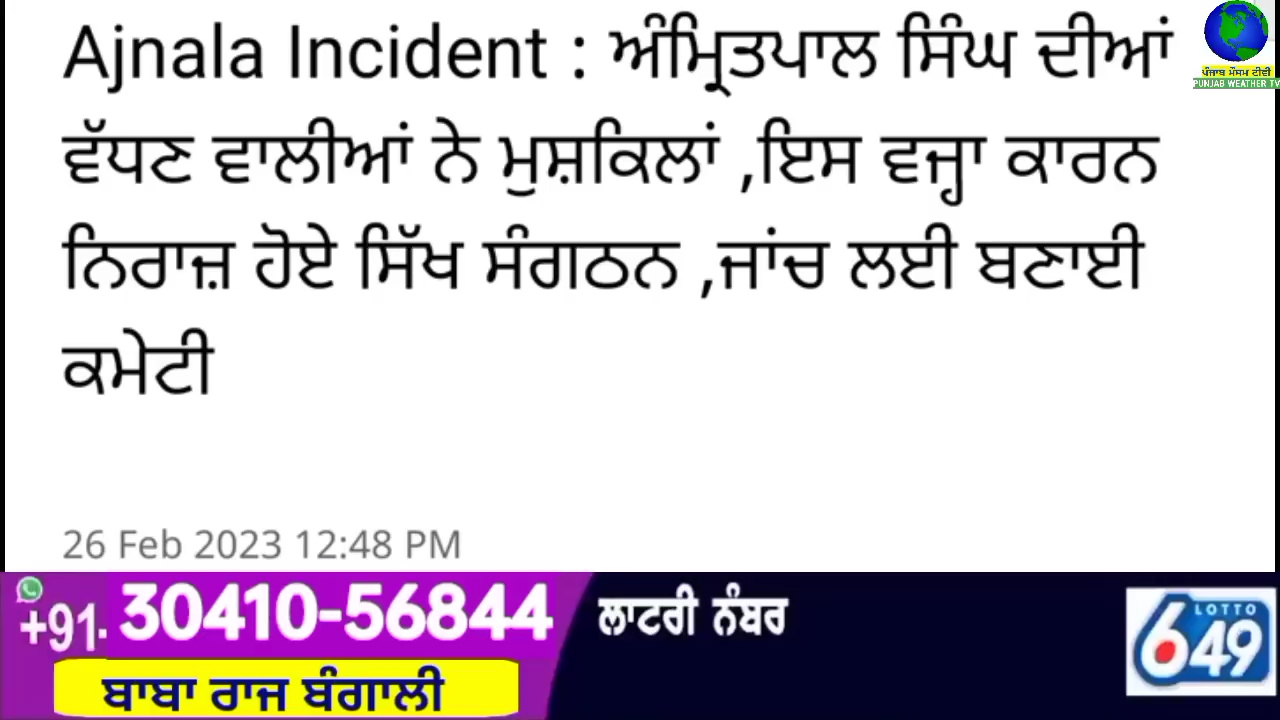 Ajnala Incident : ਅੰਮ੍ਰਿਤਪਾਲ ਸਿੰਘ ਦੀਆਂ
ਵੱਧਣ ਵਾਲੀਆਂ ਨੇ ਮੁਸ਼ਕਿਲਾਂ ,ਇਸ ਵਜ੍ਹਾ ਕਾਰਨ
ਨਿਰਾਜ਼ ਹੋਏ ਸਿੱਖ ਸੰਗਠਨ ,ਜਾਂਚ ਲਈ ਬਣਾਈ
ਕਮੇਟੀ
26 Feb 2023 12:48 PM
ਪੰਜਾਬ ਮੌਸਮ ਟੀਵੀ
PUNJAB WEATHER TV
+91- 30410-56844
ਬਾਬਾ ਰਾਜ ਬੰਗਾਲੀ
ਲਾਟਰੀ ਨੰਬਰ
LOTTO
649